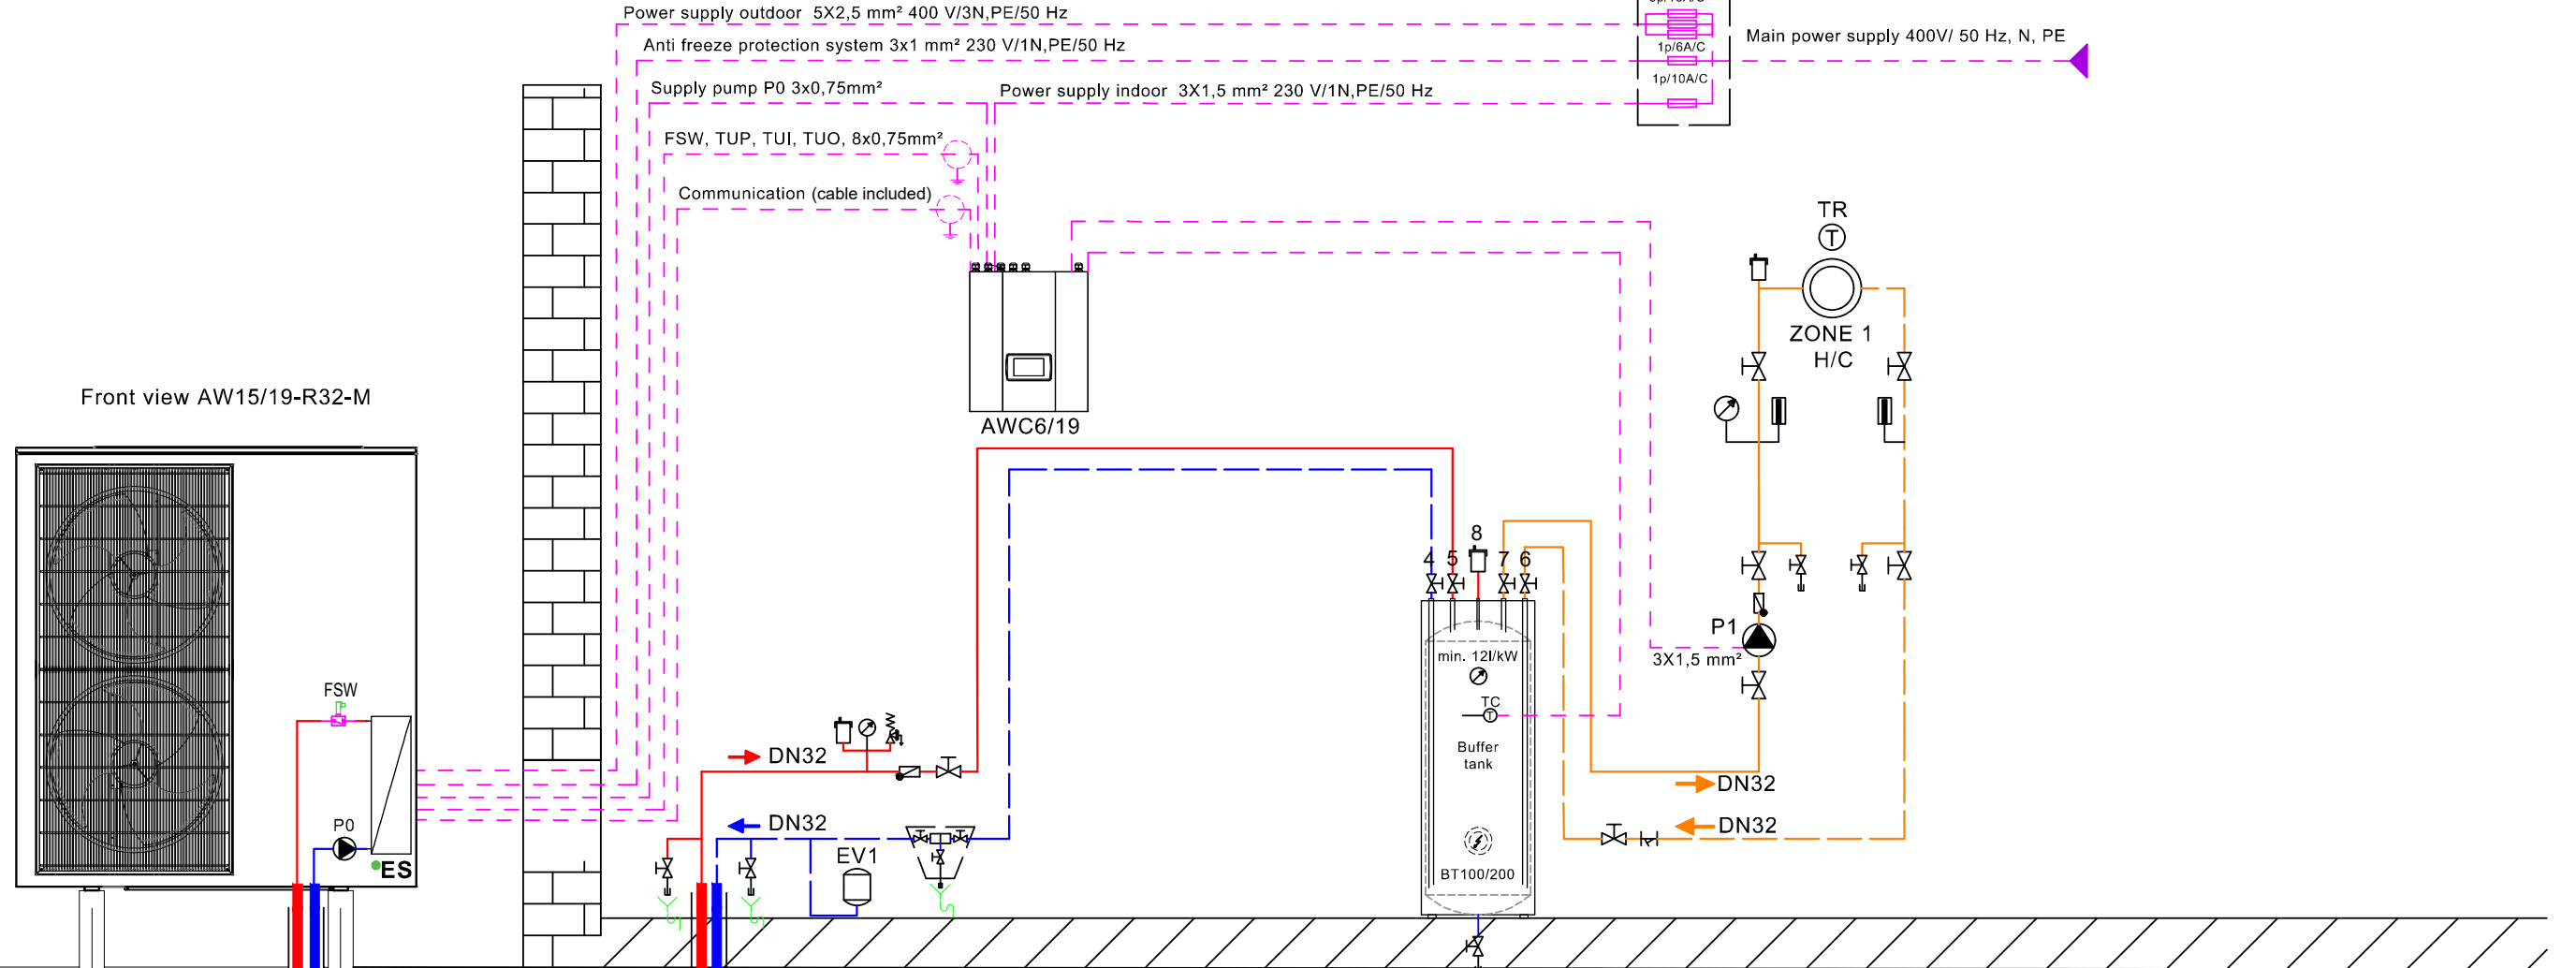 Power supply outdoor 5X2,5 mm² 400 V/3N,PE/50 Hz
Anti freeze protection system 3x1 mm² 230 V/1N,PE/50 Hz
1p/6A/C
Main power supply 400V/ 50 Hz, N, PE
1p/10A/C
Supply pump P0 3x0,75mm²
Power supply indoor 3X1,5 mm² 230 V/1N,PE/50 Hz
FSW, TUP, TUI, TUO, 8x0,75mm²
Communication (cable included)
TR
T
ZONE 1
H/C
Front view AW15/19-R32-M
AWC6/19
8
4 5 7 6
P1
3X1,5 mm²
min. 12l/kW
FSW
TC
T
Buffer
tank
DN32
DN32
P0
DN32
DN32
EV1
ES
BT100/200